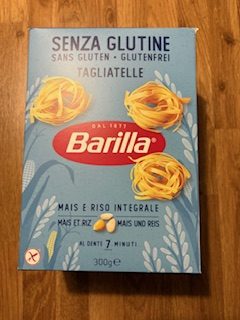 SENZA GLUTINE
SANS GLUTEN • GLUTENFREI
TAGLIATELLE
DAL 1877
Barilla®
MAIS E RISO INTEGRALE
MAIS ET RIZ MAIS UND REIS
AL DENTE 7 MINUTI
300g℮